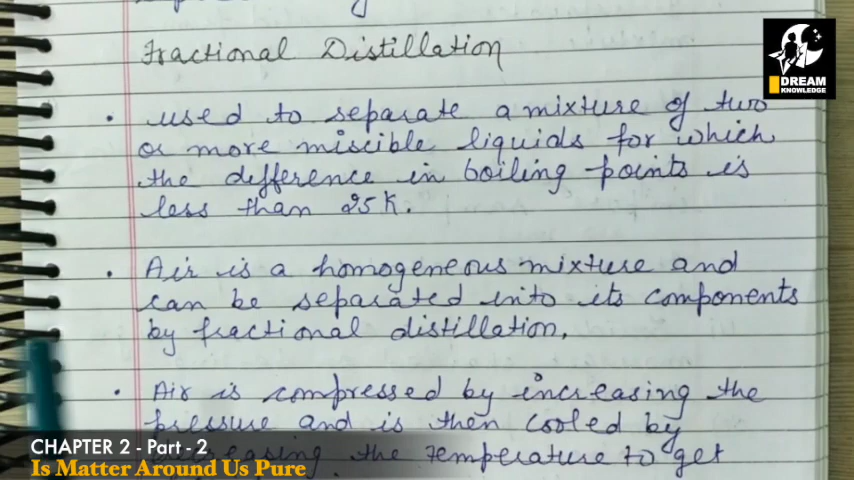 Fractional Distillation
DREAM
KNOWLEDGE
• used to separate a mixture of two
or more miscible liquids for which
the difference in boiling points is
less than 25K.
• Air is a homogeneous mixture and
can be separated into its components
by fractional distillation,
• Air is compressed by increasing the
pressure and is then cooled by
decreasing the temperature to get
CHAPTER 2 - Part - 2
Is Matter Around Us Pure